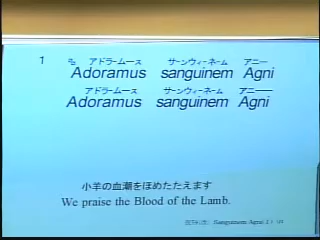 1 アドラームース サーンウィーネーム アニー
Adoramus sanguinem Agni
アドラームース サーンウィーネーム アニー
Adoramus sanguinem Agni
小羊の血潮をほめたたえます
We praise the Blood of the Lamb.
Sanguinem Agni